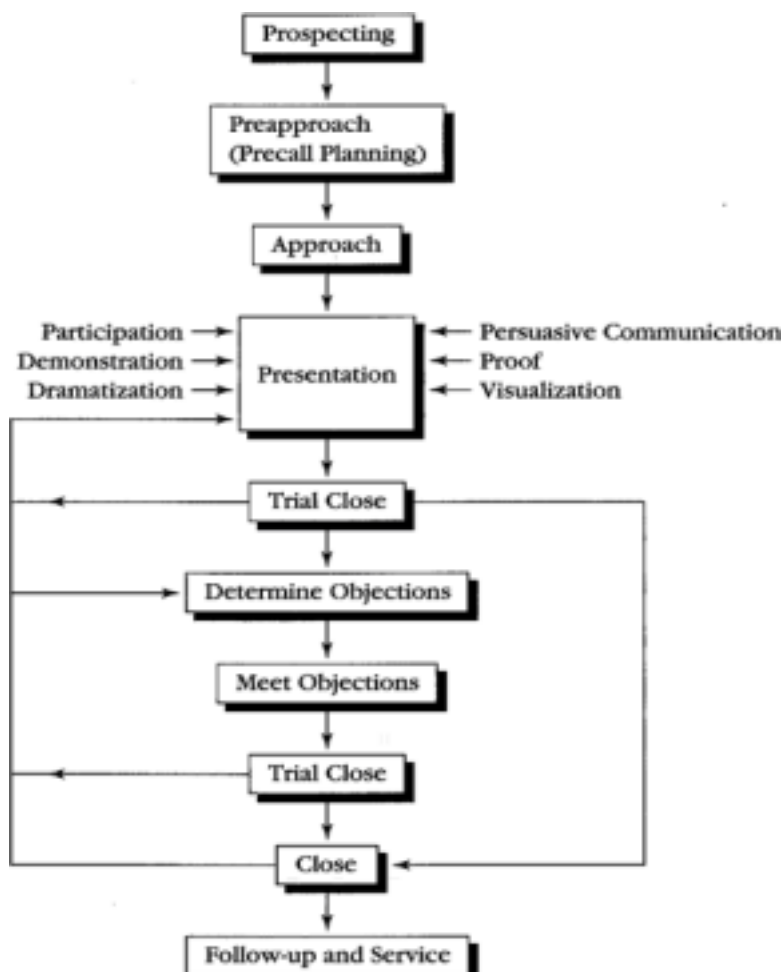 Prospecting
Preapproach
(Precall Planning)
Approach
Participation
Demonstration
Dramatization
Presentation
Persuasive Communication
Proof
Visualization
Trial Close
Determine Objections
Meet Objections
Trial Close
Close
Follow-up and Service